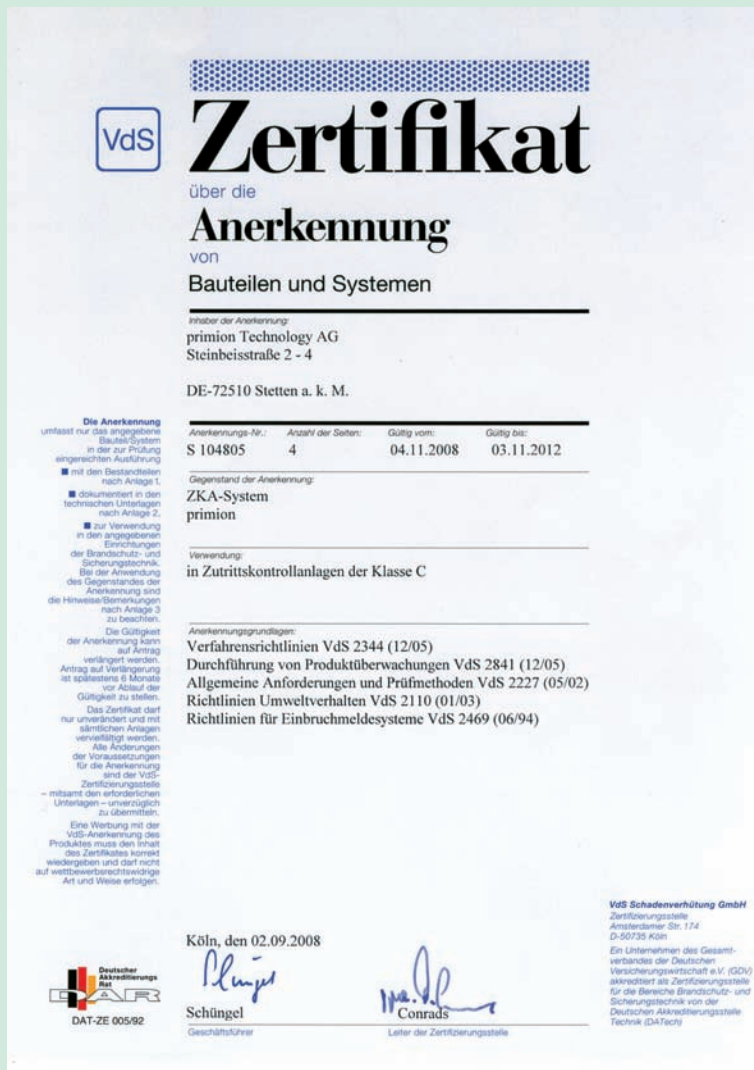 VdS
Zertifikat
über die
Anerkennung
von
Bauteilen und Systemen
Inhaber der Anerkennung:
primion Technology AG
Steinbeisstraße 2 - 4
DE-72510 Stetten a. k. M.
Anerkennungs-Nr.: Anzahl der Seiten: Gültig vom: Gültig bis:
S 104805 4 04.11.2008 03.11.2012
Gegenstand der Anerkennung:
ZKA-System
primion
Verwendung:
in Zutrittskontrollanlagen der Klasse C
Anerkennungsgrundlagen:
Verfahrensrichtlinien VdS 2344 (12/05)
Durchführung von Produktüberwachungen VdS 2841 (12/05)
Allgemeine Anforderungen und Prüfmethoden VdS 2227 (05/02)
Richtlinien Umweltverhalten VdS 2110 (01/03)
Richtlinien für Einbruchmeldesysteme VdS 2469 (06/94)
Die Anerkennung
umfasst nur das angegebene
Bauteil/System
in der zur Prüfung
eingereichten Ausführung
■ mit den Bestandteilen
nach Anlage 1.
■ dokumentiert in den
technischen Unterlagen
nach Anlage 2.
■ zur Verwendung
in den angegebenen
Einrichtungen
der Brandschutz- und
Sicherungstechnik.
Bei der Anwendung
des Gegenstandes der
Anerkennung sind
die Hinweise/Bemerkungen
nach Anlage 3
zu beachten.
Die Gültigkeit
der Anerkennung kann
auf Antrag
verlängert werden.
Antrag auf Verlängerung
ist spätestens 6 Monate
vor Ablauf der
Gültigkeit zu stellen.
Das Zertifikat darf
nur unverändert und mit
sämtlichen Anlagen
vervielfältigt werden.
Alle Änderungen
der Voraussetzungen
für die Anerkennung
sind der VdS-
Zertifizierungsstelle
– mitsamt den erforderlichen
Unterlagen – unverzüglich
zu übermitteln.
Eine Werbung mit der
VdS-Anerkennung des
Produktes muss den Inhalt
des Zertifikates korrekt
wiedergeben und darf nicht
auf wettbewerbsrechtswidrige
Art und Weise erfolgen.
Köln, den 02.09.2008
Schüngel
Geschäftsführer
Conrads
Leiter der Zertifizierungsstelle
Deutscher
Akkreditierungs
Rat
DAR
DAT-ZE 005/92
VdS Schadenverhütung GmbH
Zertifizierungsstelle
Amsterdamer Str. 174
D-50735 Köln
Ein Unternehmen des Gesamt-
verbandes der Deutschen
Versicherungswirtschaft e.V. (GDV)
akkreditiert als Zertifizierungsstelle
für die Bereiche Brandschutz- und
Sicherungstechnik von der
Deutschen Akkreditierungsstelle
Technik (DATech)